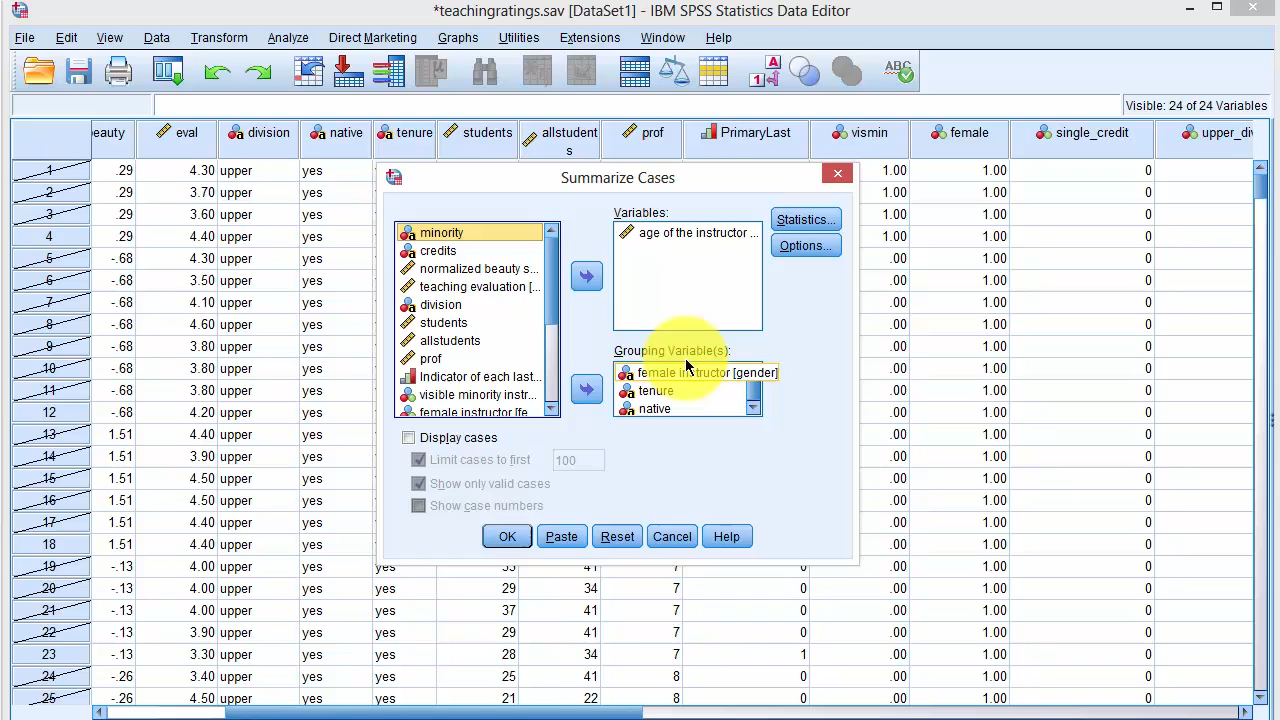 *teachingratings.sav [DataSet1] - IBM SPSS Statistics Data Editor
File Edit View Data Transform Analyze Direct Marketing Graphs Utilities Extensions Window Help
Visible: 24 of 24 Variables
eauty eval division native tenure students allstudents prof PrimaryLast vismin female single_credit upper_div
1 .29 4.30 upper yes 1.00 1.00 0
2 .29 3.70 upper yes 1.00 1.00 0
3 .29 3.60 upper yes 1.00 1.00 0
4 .29 4.40 upper yes 1.00 1.00 0
5 -.68 4.30 upper yes .00 1.00 0
6 -.68 3.50 upper yes .00 1.00 0
7 -.68 4.10 upper yes .00 1.00 0
8 -.68 4.60 upper yes .00 1.00 0
9 -.68 3.80 upper yes .00 1.00 0
10 -.68 4.40 upper yes .00 1.00 0
11 -.68 3.80 upper yes .00 1.00 0
12 -.68 4.20 upper yes .00 1.00 0
13 1.51 4.40 upper yes .00 1.00 0
14 1.51 3.90 upper yes .00 1.00 0
15 1.51 4.50 upper yes .00 1.00 0
16 1.51 4.50 upper yes .00 1.00 0
17 1.51 4.40 upper yes .00 1.00 0
18 1.51 4.40 upper yes .00 1.00 0
19 -.13 4.00 upper yes yes 35 41 7 0 .00 1.00 0
20 -.13 4.00 upper yes yes 29 34 7 0 .00 1.00 0
21 -.13 4.00 upper yes yes 37 41 7 0 .00 1.00 0
22 -.13 3.90 upper yes yes 29 41 7 0 .00 1.00 0
23 -.13 3.30 upper yes yes 28 34 7 1 .00 1.00 0
24 -.26 3.40 upper yes yes 25 41 8 0 .00 1.00 0
25 -.26 4.50 upper yes yes 21 22 8 0 .00 1.00 0
Summarize Cases
minority
credits
normalized beauty s...
teaching evaluation [...
division
students
allstudents
prof
Indicator of each last...
visible minority instr...
female instructor [fe...
Variables:
age of the instructor ...
Statistics...
Options...
Grouping Variable(s):
female instructor [gender]
tenure
native
Display cases
Limit cases to first 100
Show only valid cases
Show case numbers
OK Paste Reset Cancel Help